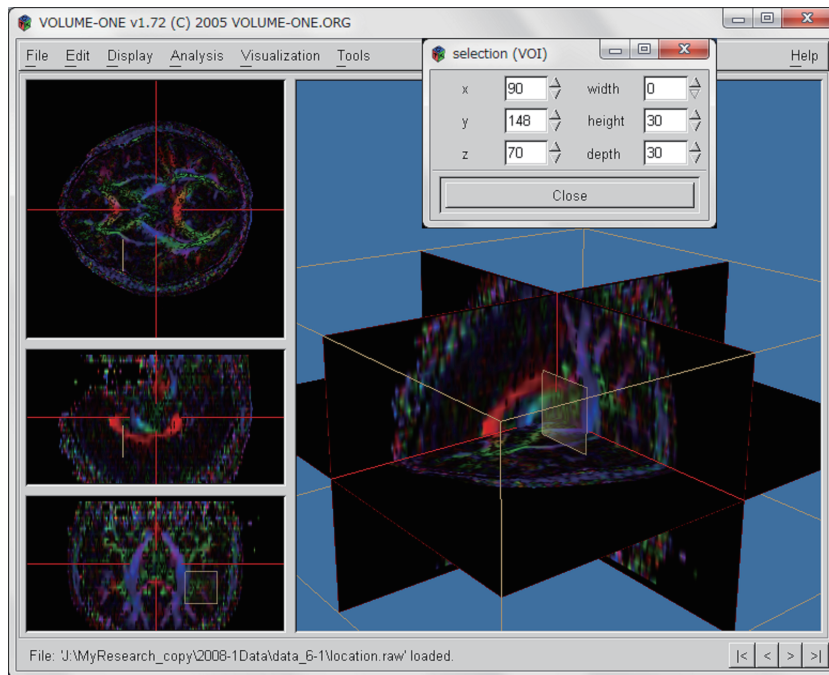 VOLUME-ONE v1.72 (C) 2005 VOLUME-ONE.ORG
File Edit Display Analysis Visualization Tools Help
selection (VOI)
x 90 width 0
y 148 height 30
z 70 depth 30
Close
File: 'J:\MyResearch_copy\2008-1Data\data_6-1\location.raw' loaded.
|< < > >|